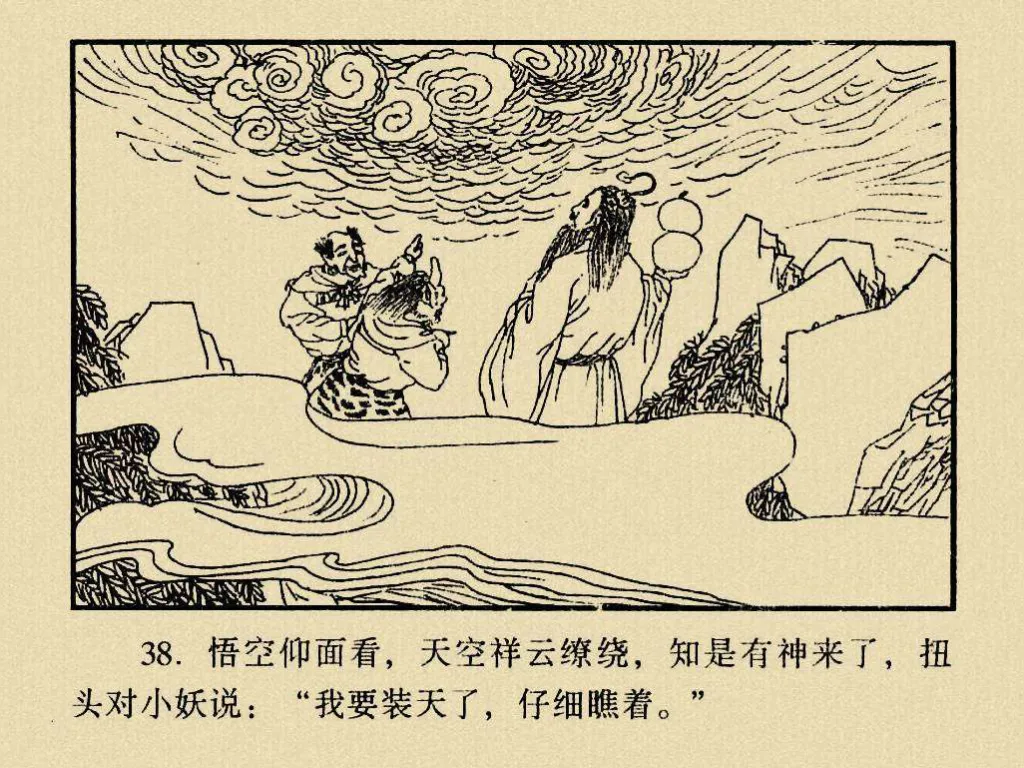 38. 悟空仰面看，天空祥云缭绕，知是有神来了，扭
头对小妖说：“我要装天了，仔细瞧着。”